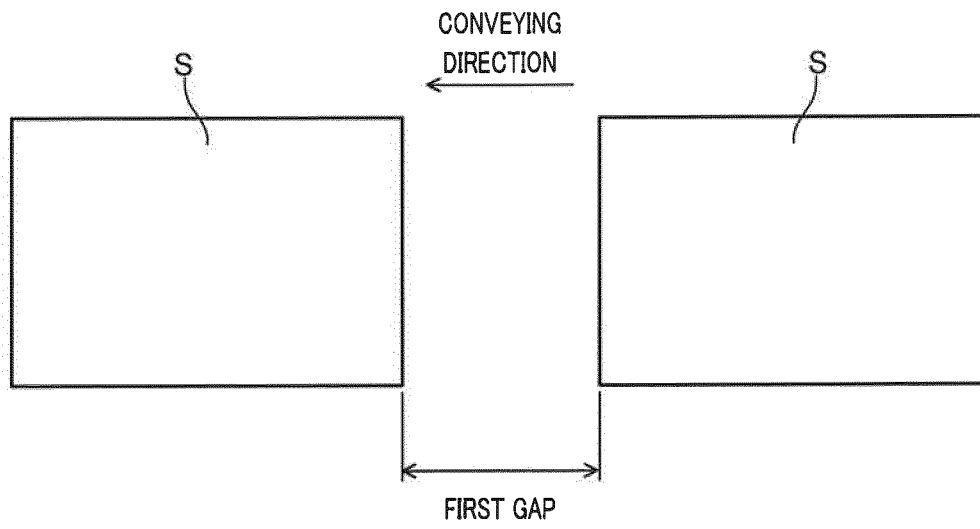 CONVEYING
DIRECTION
S
S
FIRST GAP